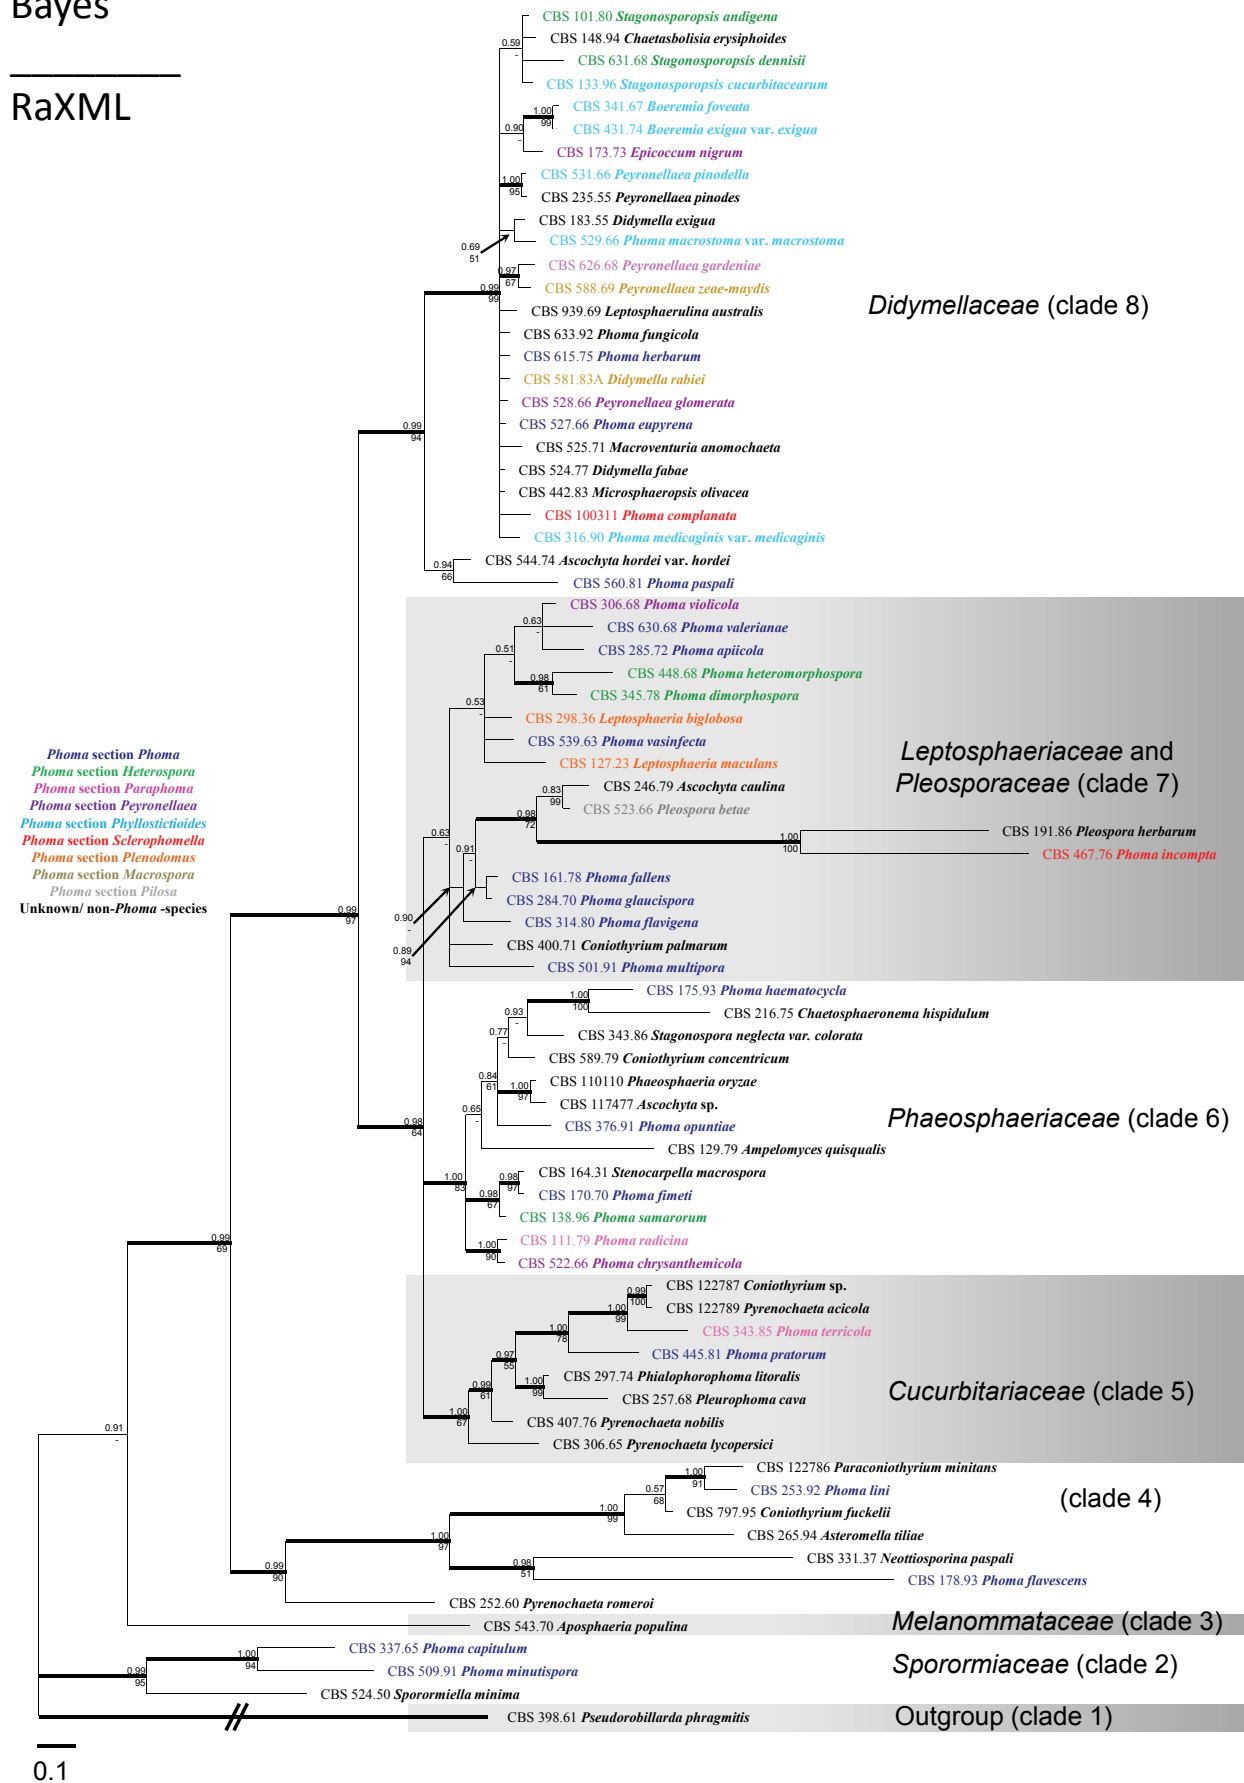 Bayes
RaXML
CBS 101.80 Stagonosporopsis andigena
0.59
-
CBS 148.94 Chaetasbolisia erysiphoides
CBS 631.68 Stagonosporopsis dennisii
CBS 133.96 Stagonosporopsis cucurbitacearum
1.00
99
CBS 341.67 Boeremia foveata
0.90
-
CBS 431.74 Boeremia exigua var. exigua
CBS 173.73 Epicoccum nigrum
1.00
95
CBS 531.66 Peyronellaea pinodella
CBS 235.55 Peyronellaea pinodes
CBS 183.55 Didymella exigua
0.69
51
CBS 529.66 Phoma macrostoma var. macrostoma
0.97
67
CBS 626.68 Peyronellaea gardeniae
CBS 588.69 Peyronellaea zeae-maydis
0.99
99
Didymellaceae (clade 8)
CBS 939.69 Leptosphaerulina australis
CBS 633.92 Phoma fungicola
CBS 615.75 Phoma herbarum
CBS 581.83A Didymella rabiei
CBS 528.66 Peyronellaea glomerata
0.99
94
CBS 527.66 Phoma eupyrena
CBS 525.71 Macroventuria anomochaeta
CBS 524.77 Didymella fabae
CBS 442.83 Microsphaeropsis olivacea
CBS 100311 Phoma complanata
CBS 316.90 Phoma medicaginis var. medicaginis
0.94
66
CBS 544.74 Ascochyta hordei var. hordei
CBS 560.81 Phoma paspali
CBS 306.68 Phoma violicola
0.63
-
CBS 630.68 Phoma valerianae
0.51
-
CBS 285.72 Phoma apiicola
0.98
61
CBS 448.68 Phoma heteromorphospora
CBS 345.78 Phoma dimorphospora
0.53
-
CBS 298.36 Leptosphaeria biglobosa
CBS 539.63 Phoma vasinfecta
CBS 127.23 Leptosphaeria maculans
Leptosphaeriaceae and
Pleosporaceae (clade 7)
Phoma section Phoma
Phoma section Heterospora
Phoma section Paraphoma
Phoma section Peyronellaea
Phoma section Phyllostictioides
Phoma section Sclerophomella
Phoma section Plenodomus
Phoma section Macrospora
Phoma section Pilosa
Unknown/ non-Phoma -species
0.83
99
CBS 246.79 Ascochyta caulina
CBS 523.66 Pleospora betae
0.98
72
0.63
-
1.00
100
CBS 191.86 Pleospora herbarum
CBS 467.76 Phoma incompta
0.91
-
CBS 161.78 Phoma fallens
CBS 284.70 Phoma glaucispora
0.90
-
CBS 314.80 Phoma flavigena
0.89
94
CBS 400.71 Coniothyrium palmarum
CBS 501.91 Phoma multipora
0.99
97
1.00
100
CBS 175.93 Phoma haematocycla
CBS 216.75 Chaetosphaeronema hispidulum
0.93
-
CBS 343.86 Stagonospora neglecta var. colorata
0.77
-
CBS 589.79 Coniothyrium concentricum
0.84
61
1.00
97
CBS 110110 Phaeosphaeria oryzae
CBS 117477 Ascochyta sp.
0.65
-
CBS 376.91 Phoma opuntiae
0.98
64
Phaeosphaeriaceae (clade 6)
CBS 129.79 Ampelomyces quisqualis
1.00
83
0.98
97
CBS 164.31 Stenocarpella macrospora
0.98
67
CBS 170.70 Phoma fimeti
CBS 138.96 Phoma samarorum
1.00
90
CBS 111.79 Phoma radicina
CBS 522.66 Phoma chrysanthemicola
0.99
69
0.99
100
CBS 122787 Coniothyrium sp.
1.00
99
CBS 122789 Pyrenochaeta acicola
1.00
78
CBS 343.85 Phoma terricola
0.97
55
CBS 445.81 Phoma pratorum
1.00
99
CBS 297.74 Phialophorophoma litoralis
0.99
61
CBS 257.68 Pleurophoma cava
Cucurbitariaceae (clade 5)
1.00
67
CBS 407.76 Pyrenochaeta nobilis
CBS 306.65 Pyrenochaeta lycopersici
0.91
-
1.00
91
CBS 122786 Paraconiothyrium minitans
0.57
68
CBS 253.92 Phoma lini
(clade 4)
1.00
99
CBS 797.95 Coniothyrium fuckelii
CBS 265.94 Asteromella tiliae
1.00
97
0.98
51
CBS 331.37 Neottiosporina paspali
0.99
90
CBS 178.93 Phoma flavescens
CBS 252.60 Pyrenochaeta romeroi
CBS 543.70 Aposphaeria populina
Melanommataceae (clade 3)
1.00
94
CBS 337.65 Phoma capitulum
0.99
95
CBS 509.91 Phoma minutispora
Sporormiaceae (clade 2)
CBS 524.50 Sporormiella minima
CBS 398.61 Pseudorobillarda phragmitis
Outgroup (clade 1)
0.1